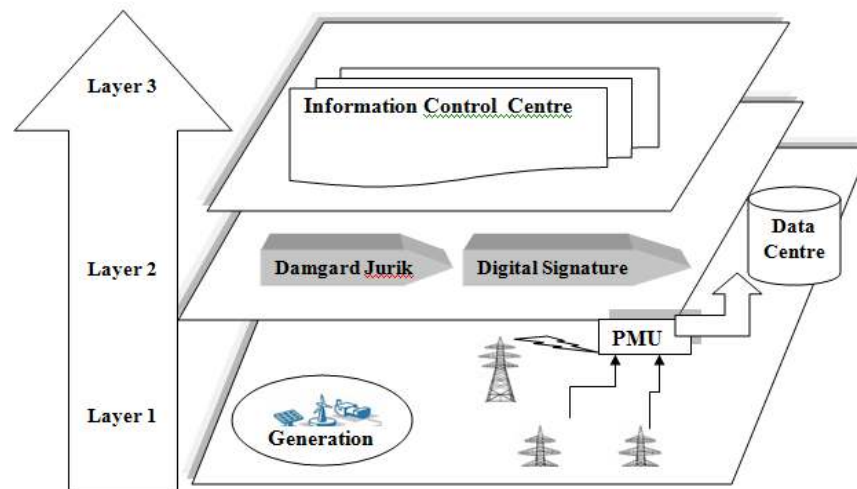 Layer 3
Information Control Centre
Layer 2
Damgard Jurik
Digital Signature
Data
Centre
PMU
Layer 1
Generation